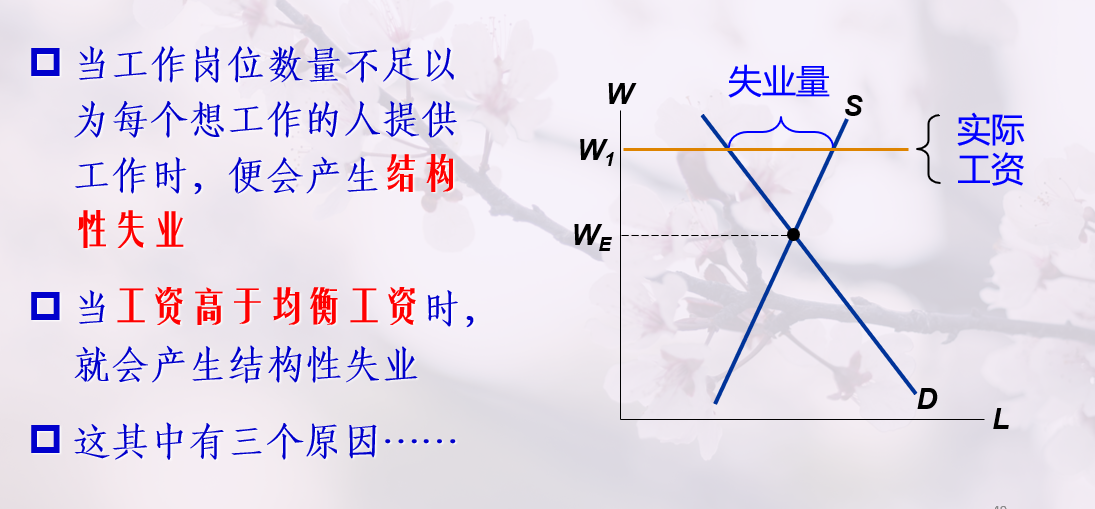 当工作岗位数量不足以
为每个想工作的人提供
工作时，便会产生结构
性失业
当工资高于均衡工资时，
就会产生结构性失业
这其中有三个原因……
失业量
W
S
W1
实际
工资
WE
D
L